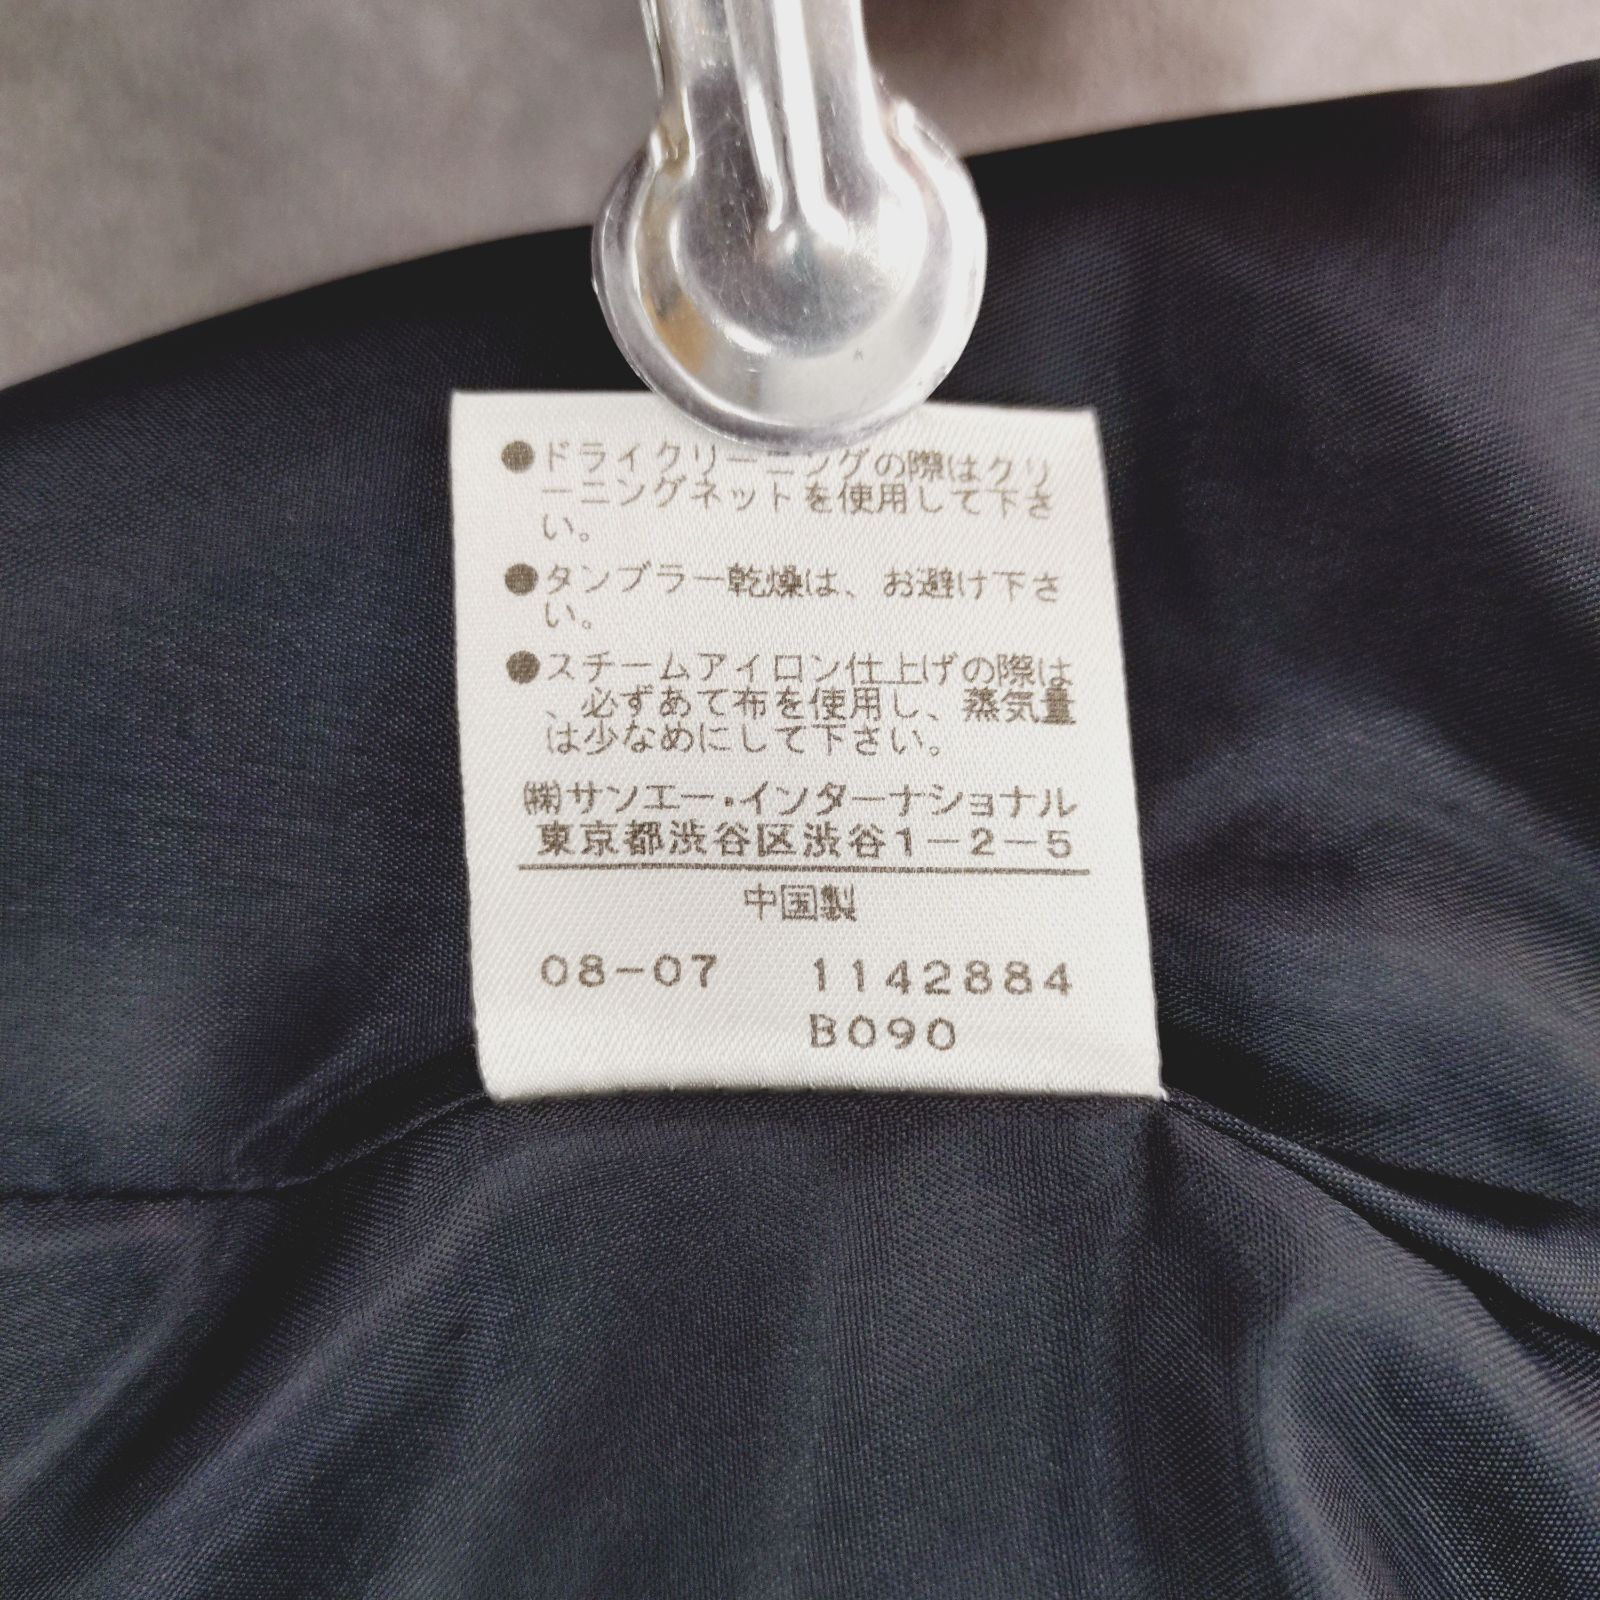 ●ドライクリーニングの際はクリ
ーニングネットを使用して下さ
い。
●タンブラー乾燥は、お避け下さ
い。
●スチームアイロン仕上げの際は
、必ずあて布を使用し、蒸気量
は少なめにして下さい。
㈱サンエー・インターナショナル
東京都渋谷区渋谷1-2-5
中国製
08-07 1142884
B090